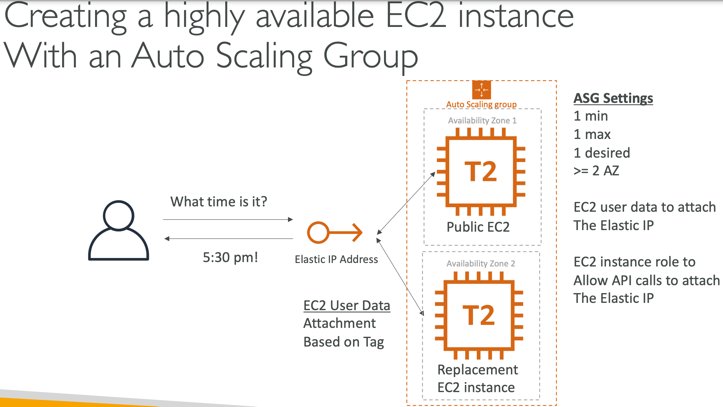 Creating a highly available EC2 instance
With an Auto Scaling Group
Auto Scaling group
Availability Zone 1
T2
Public EC2
What time is it?
5:30 pm!
Elastic IP Address
EC2 User Data
Attachment
Based on Tag
Availability Zone 2
T2
Replacement
EC2 instance
ASG Settings
1 min
1 max
1 desired
>= 2 AZ
EC2 user data to attach
The Elastic IP
EC2 instance role to
Allow API calls to attach
The Elastic IP